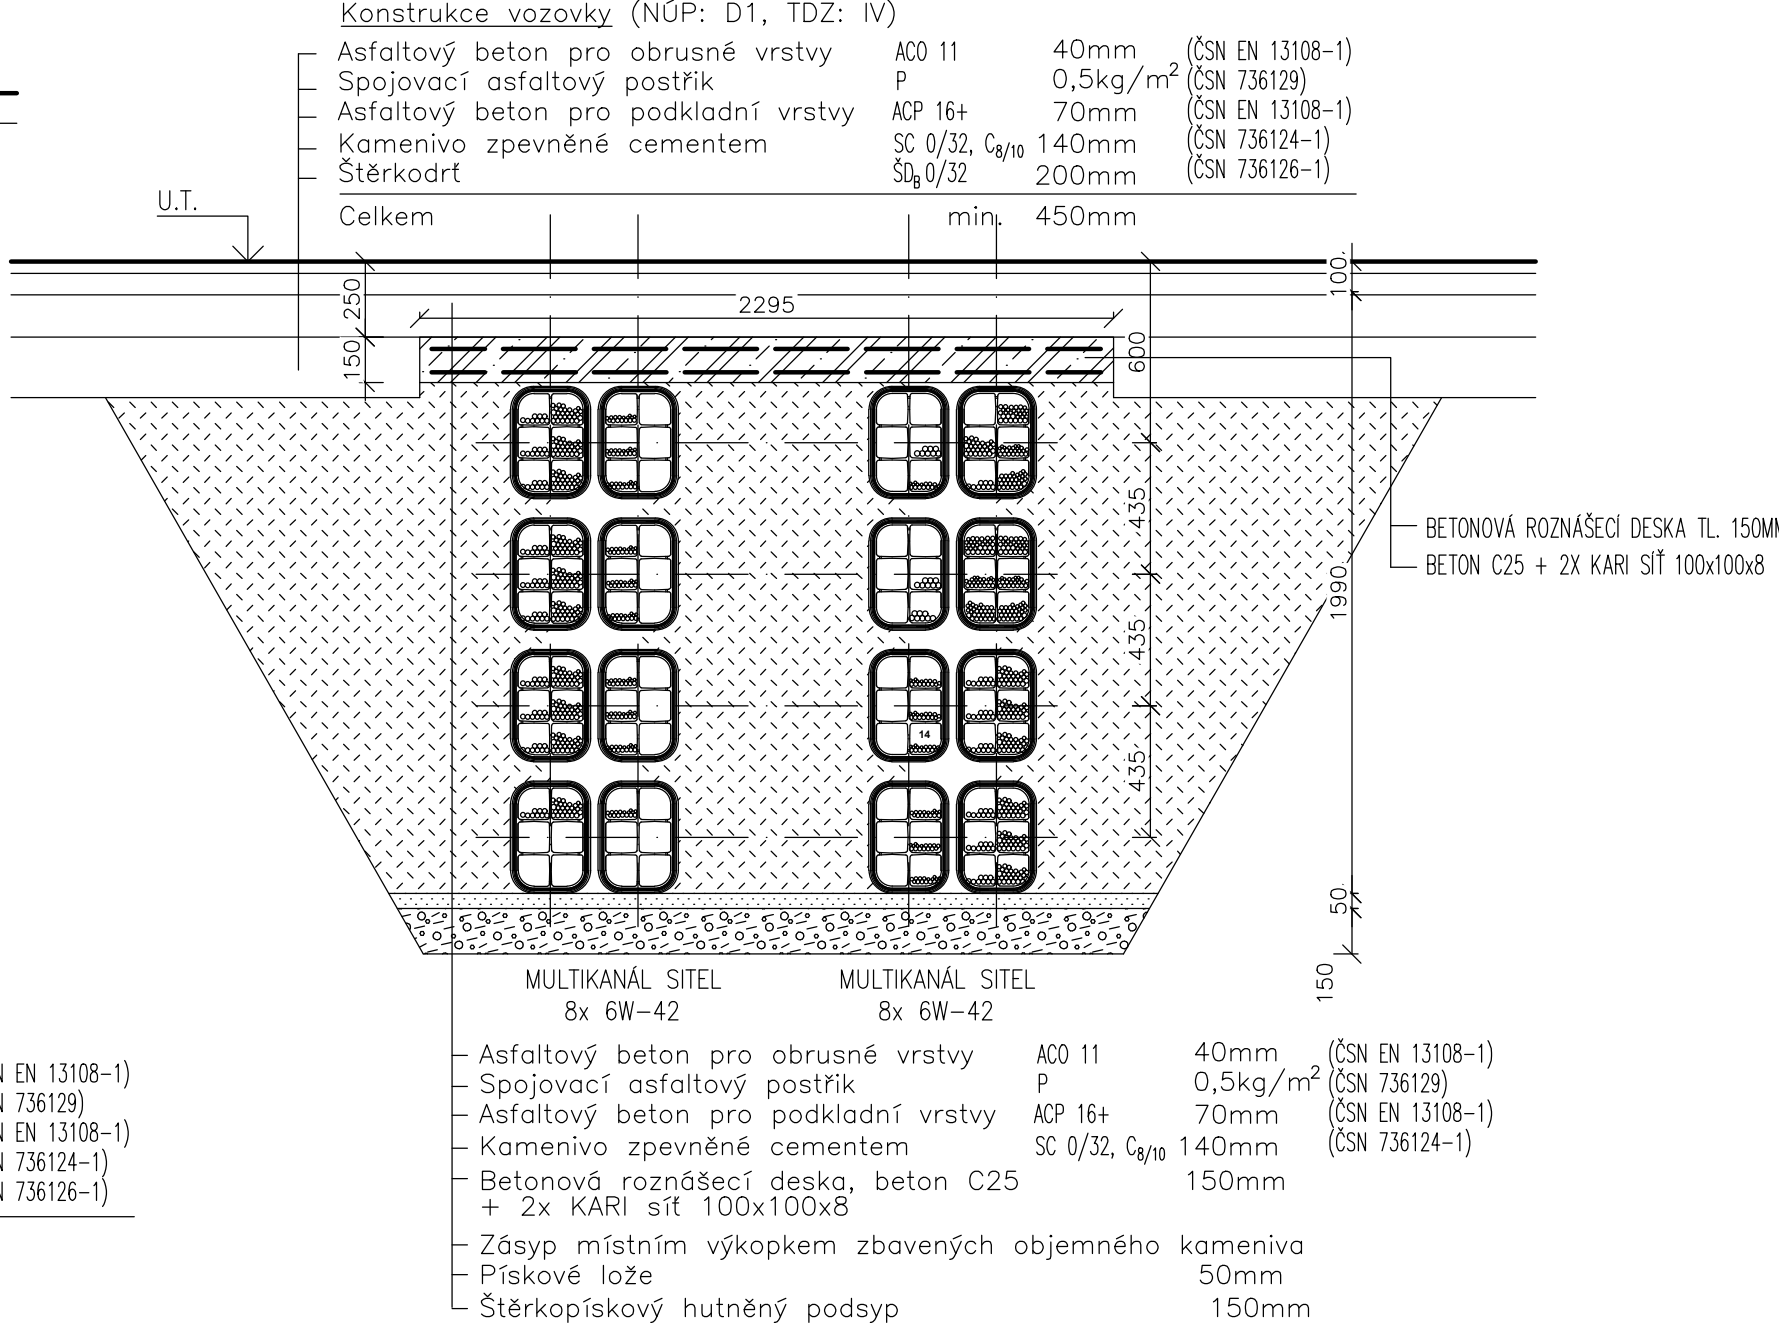 Konstrukce vozovky (NÚP: D1, TDZ: IV)
Asfaltový beton pro obrusné vrstvy ACO 11 40mm (ČSN EN 13108-1)
Spojovací asfaltový postřik P 0,5kg/m² (ČSN 736129)
Asfaltový beton pro podkladní vrstvy ACP 16+ 70mm (ČSN EN 13108-1)
Kamenivo zpevněné cementem SC 0/32, C8/10 140mm (ČSN 736124-1)
Štěrkodrť ŠDB 0/32 200mm (ČSN 736126-1)
Celkem min. 450mm
U.T.
250
150
2295
600
100
435
435
435
1990
50
150
14
BETONOVÁ ROZNÁŠECÍ DESKA TL. 150MM
BETON C25 + 2X KARI SÍŤ 100x100x8
MULTIKANÁL SITEL
8x 6W-42
MULTIKANÁL SITEL
8x 6W-42
Asfaltový beton pro obrusné vrstvy ACO 11 40mm (ČSN EN 13108-1)
Spojovací asfaltový postřik P 0,5kg/m² (ČSN 736129)
Asfaltový beton pro podkladní vrstvy ACP 16+ 70mm (ČSN EN 13108-1)
Kamenivo zpevněné cementem SC 0/32, C8/10 140mm (ČSN 736124-1)
Betonová roznášecí deska, beton C25 150mm
+ 2x KARI síť 100x100x8
Zásyp místním výkopkem zbavených objemného kameniva
Pískové lože 50mm
Štěrkopískový hutněný podsyp 150mm
N EN 13108-1)
N 736129)
N EN 13108-1)
N 736124-1)
N 736126-1)